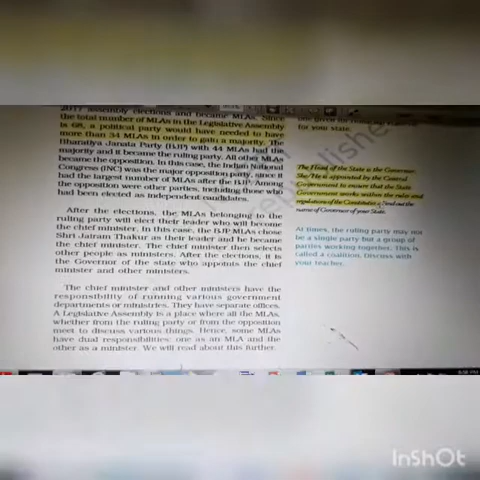 2017 assembly elections and became MLAs. Since
the total number of MLAs in the Legislative Assembly
is 68, a political party would have needed to have
more than 34 MLAs in order to gain a majority. The
Bharatiya Janata Party (BJP) with 44 MLAs had the
majority and it became the ruling party. All other MLAs
became the opposition. In this case, the Indian National
Congress (INC) was the major opposition party, since it
had the largest number of MLAs after the BJP. Among
the opposition were other parties, including those who
had been elected as independent candidates.
After the elections, the MLAs belonging to the
ruling party will elect their leader who will become
the chief minister. In this case, the BJP MLAs chose
Shri Jairam Thakur as their leader and he became
the chief minister. The chief minister then selects
other people as ministers. After the elections, it is
the Governor of the state who appoints the chief
minister and other ministers.
The chief minister and other ministers have the
responsibility of running various government
departments or ministries. They have separate offices.
A Legislative Assembly is a place where all the MLAs,
whether from the ruling party or from the opposition
meet to discuss various things. Hence, some MLAs
have dual responsibilities: one as an MLA and the
other as a minister. We will read about this further.
for your state.
The Head of the State is the Governor.
She/He is appointed by the Central
Government to ensure that the State
Government works within the rules and
regulations of the Constitution. Find out the
name of Governor of your State.
At times, the ruling party may not
be a single party but a group of
parties working together. This is
called a coalition. Discuss with
your teacher.
republishe
InShOt